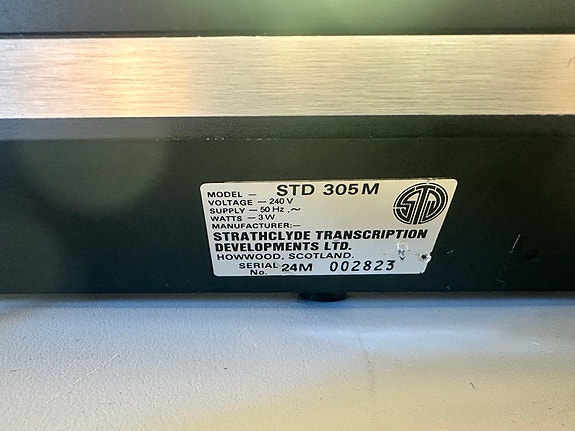 MODEL — STD 305M
VOLTAGE — 240 V
SUPPLY — 50 Hz . ~
WATTS — 3 W
MANUFACTURER:—
STRATHCLYDE TRANSCRIPTION
DEVELOPMENTS LTD.
HOWWOOD, SCOTLAND.
SERIAL No. 24M 002823
STD